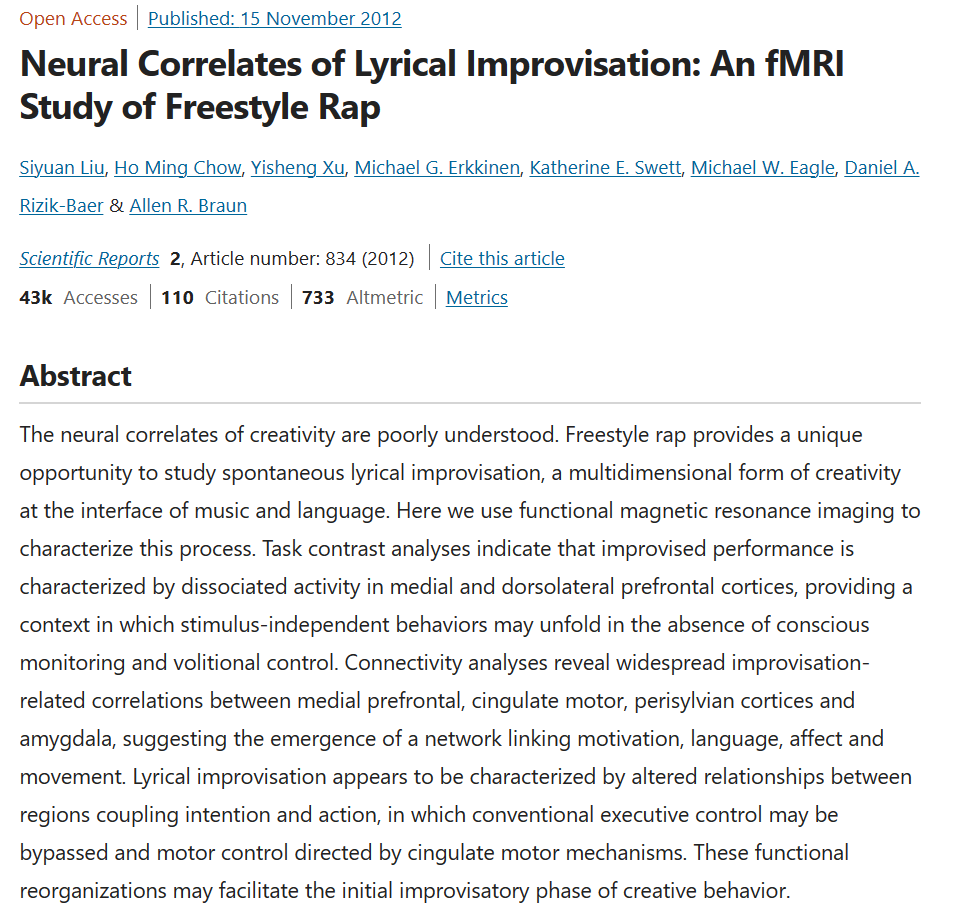 Open Access | Published: 15 November 2012
Neural Correlates of Lyrical Improvisation: An fMRI
Study of Freestyle Rap
Siyuan Liu, Ho Ming Chow, Yisheng Xu, Michael G. Erkkinen, Katherine E. Swett, Michael W. Eagle, Daniel A.
Rizik-Baer & Allen R. Braun
Scientific Reports 2, Article number: 834 (2012) | Cite this article
43k Accesses | 110 Citations | 733 Altmetric | Metrics
Abstract
The neural correlates of creativity are poorly understood. Freestyle rap provides a unique
opportunity to study spontaneous lyrical improvisation, a multidimensional form of creativity
at the interface of music and language. Here we use functional magnetic resonance imaging to
characterize this process. Task contrast analyses indicate that improvised performance is
characterized by dissociated activity in medial and dorsolateral prefrontal cortices, providing a
context in which stimulus-independent behaviors may unfold in the absence of conscious
monitoring and volitional control. Connectivity analyses reveal widespread improvisation-
related correlations between medial prefrontal, cingulate motor, perisylvian cortices and
amygdala, suggesting the emergence of a network linking motivation, language, affect and
movement. Lyrical improvisation appears to be characterized by altered relationships between
regions coupling intention and action, in which conventional executive control may be
bypassed and motor control directed by cingulate motor mechanisms. These functional
reorganizations may facilitate the initial improvisatory phase of creative behavior.